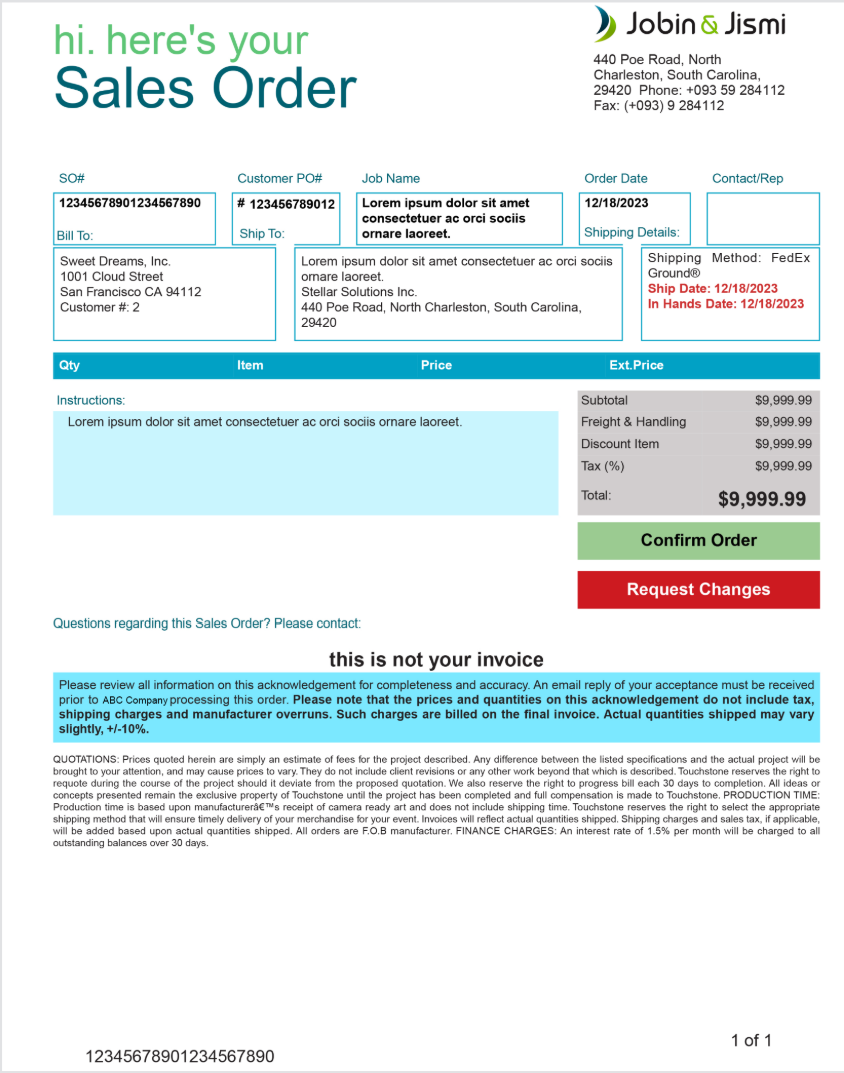 hi. here's your
Sales Order
Jobin & Jismi
440 Poe Road, North
Charleston, South Carolina,
29420 Phone: +093 59 284112
Fax: (+093) 9 284112
SO#
Customer PO#
Job Name
Order Date
Contact/Rep
12345678901234567890
# 123456789012
Lorem ipsum dolor sit amet
consectetuer ac orci sociis
ornare laoreet.
12/18/2023
Bill To:
Ship To:
Shipping Details:
Sweet Dreams, Inc.
1001 Cloud Street
San Francisco CA 94112
Customer #: 2
Lorem ipsum dolor sit amet consectetuer ac orci sociis
ornare laoreet.
Stellar Solutions Inc.
440 Poe Road, North Charleston, South Carolina,
29420
Shipping Method: FedEx
Ground®
Ship Date: 12/18/2023
In Hands Date: 12/18/2023
Qty Item Price Ext.Price
Instructions:
Lorem ipsum dolor sit amet consectetuer ac orci sociis ornare laoreet.
Subtotal $9,999.99
Freight & Handling $9,999.99
Discount Item $9,999.99
Tax (%) $9,999.99
Total: $9,999.99
Confirm Order
Request Changes
Questions regarding this Sales Order? Please contact:
this is not your invoice
Please review all information on this acknowledgement for completeness and accuracy. An email reply of your acceptance must be received
prior to ABC Company processing this order. Please note that the prices and quantities on this acknowledgement do not include tax,
shipping charges and manufacturer overruns. Such charges are billed on the final invoice. Actual quantities shipped may vary
slightly, +/-10%.
QUOTATIONS: Prices quoted herein are simply an estimate of fees for the project described. Any difference between the listed specifications and the actual project will be
brought to your attention, and may cause prices to vary. They do not include client revisions or any other work beyond that which is described. Touchstone reserves the right to
requote during the course of the project should it deviate from the proposed quotation. We also reserve the right to progress bill each 30 days to completion. All ideas or
concepts presented remain the exclusive property of Touchstone until the project has been completed and full compensation is made to Touchstone. PRODUCTION TIME:
Production time is based upon manufacturerâ€™s receipt of camera ready art and does not include shipping time. Touchstone reserves the right to select the appropriate
shipping method that will ensure timely delivery of your merchandise for your event. Invoices will reflect actual quantities shipped. Shipping charges and sales tax, if applicable,
will be added based upon actual quantities shipped. All orders are F.O.B manufacturer. FINANCE CHARGES: An interest rate of 1.5% per month will be charged to all
outstanding balances over 30 days.
1 of 1
12345678901234567890